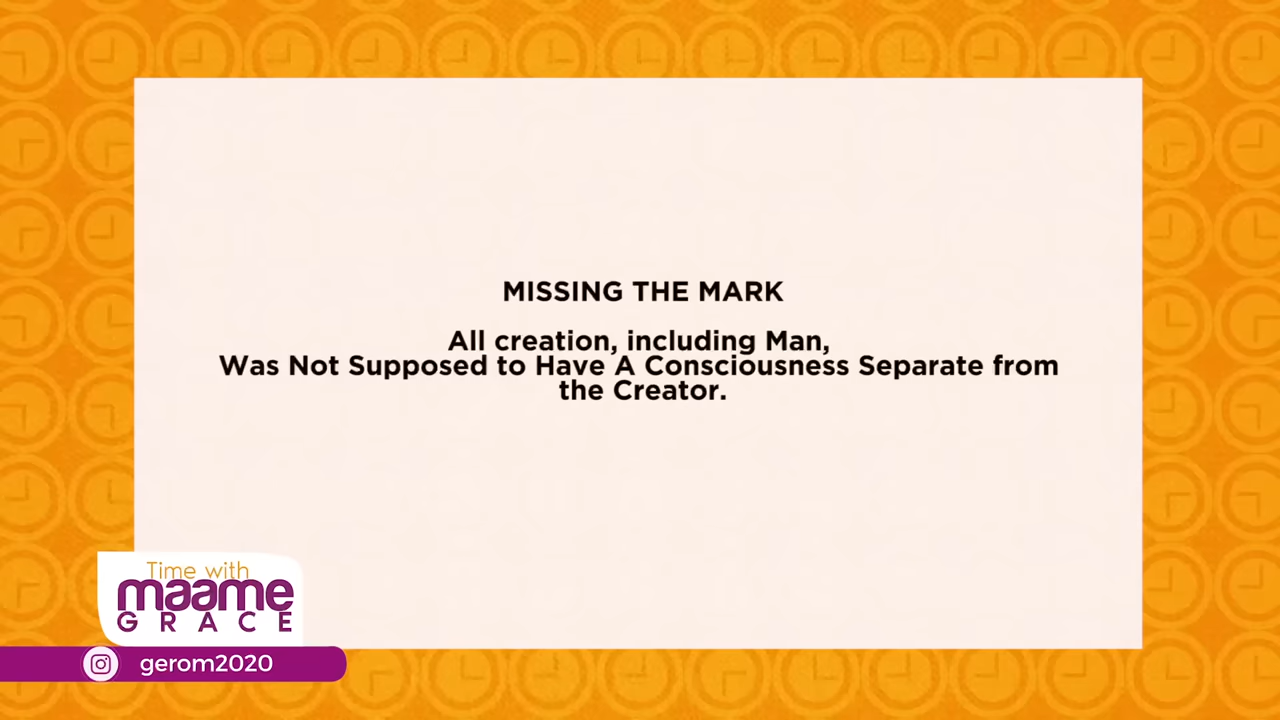 MISSING THE MARK
All creation, including Man,
Was Not Supposed to Have A Consciousness Separate from
the Creator.
Time with
maame
GRACE
gerom2020